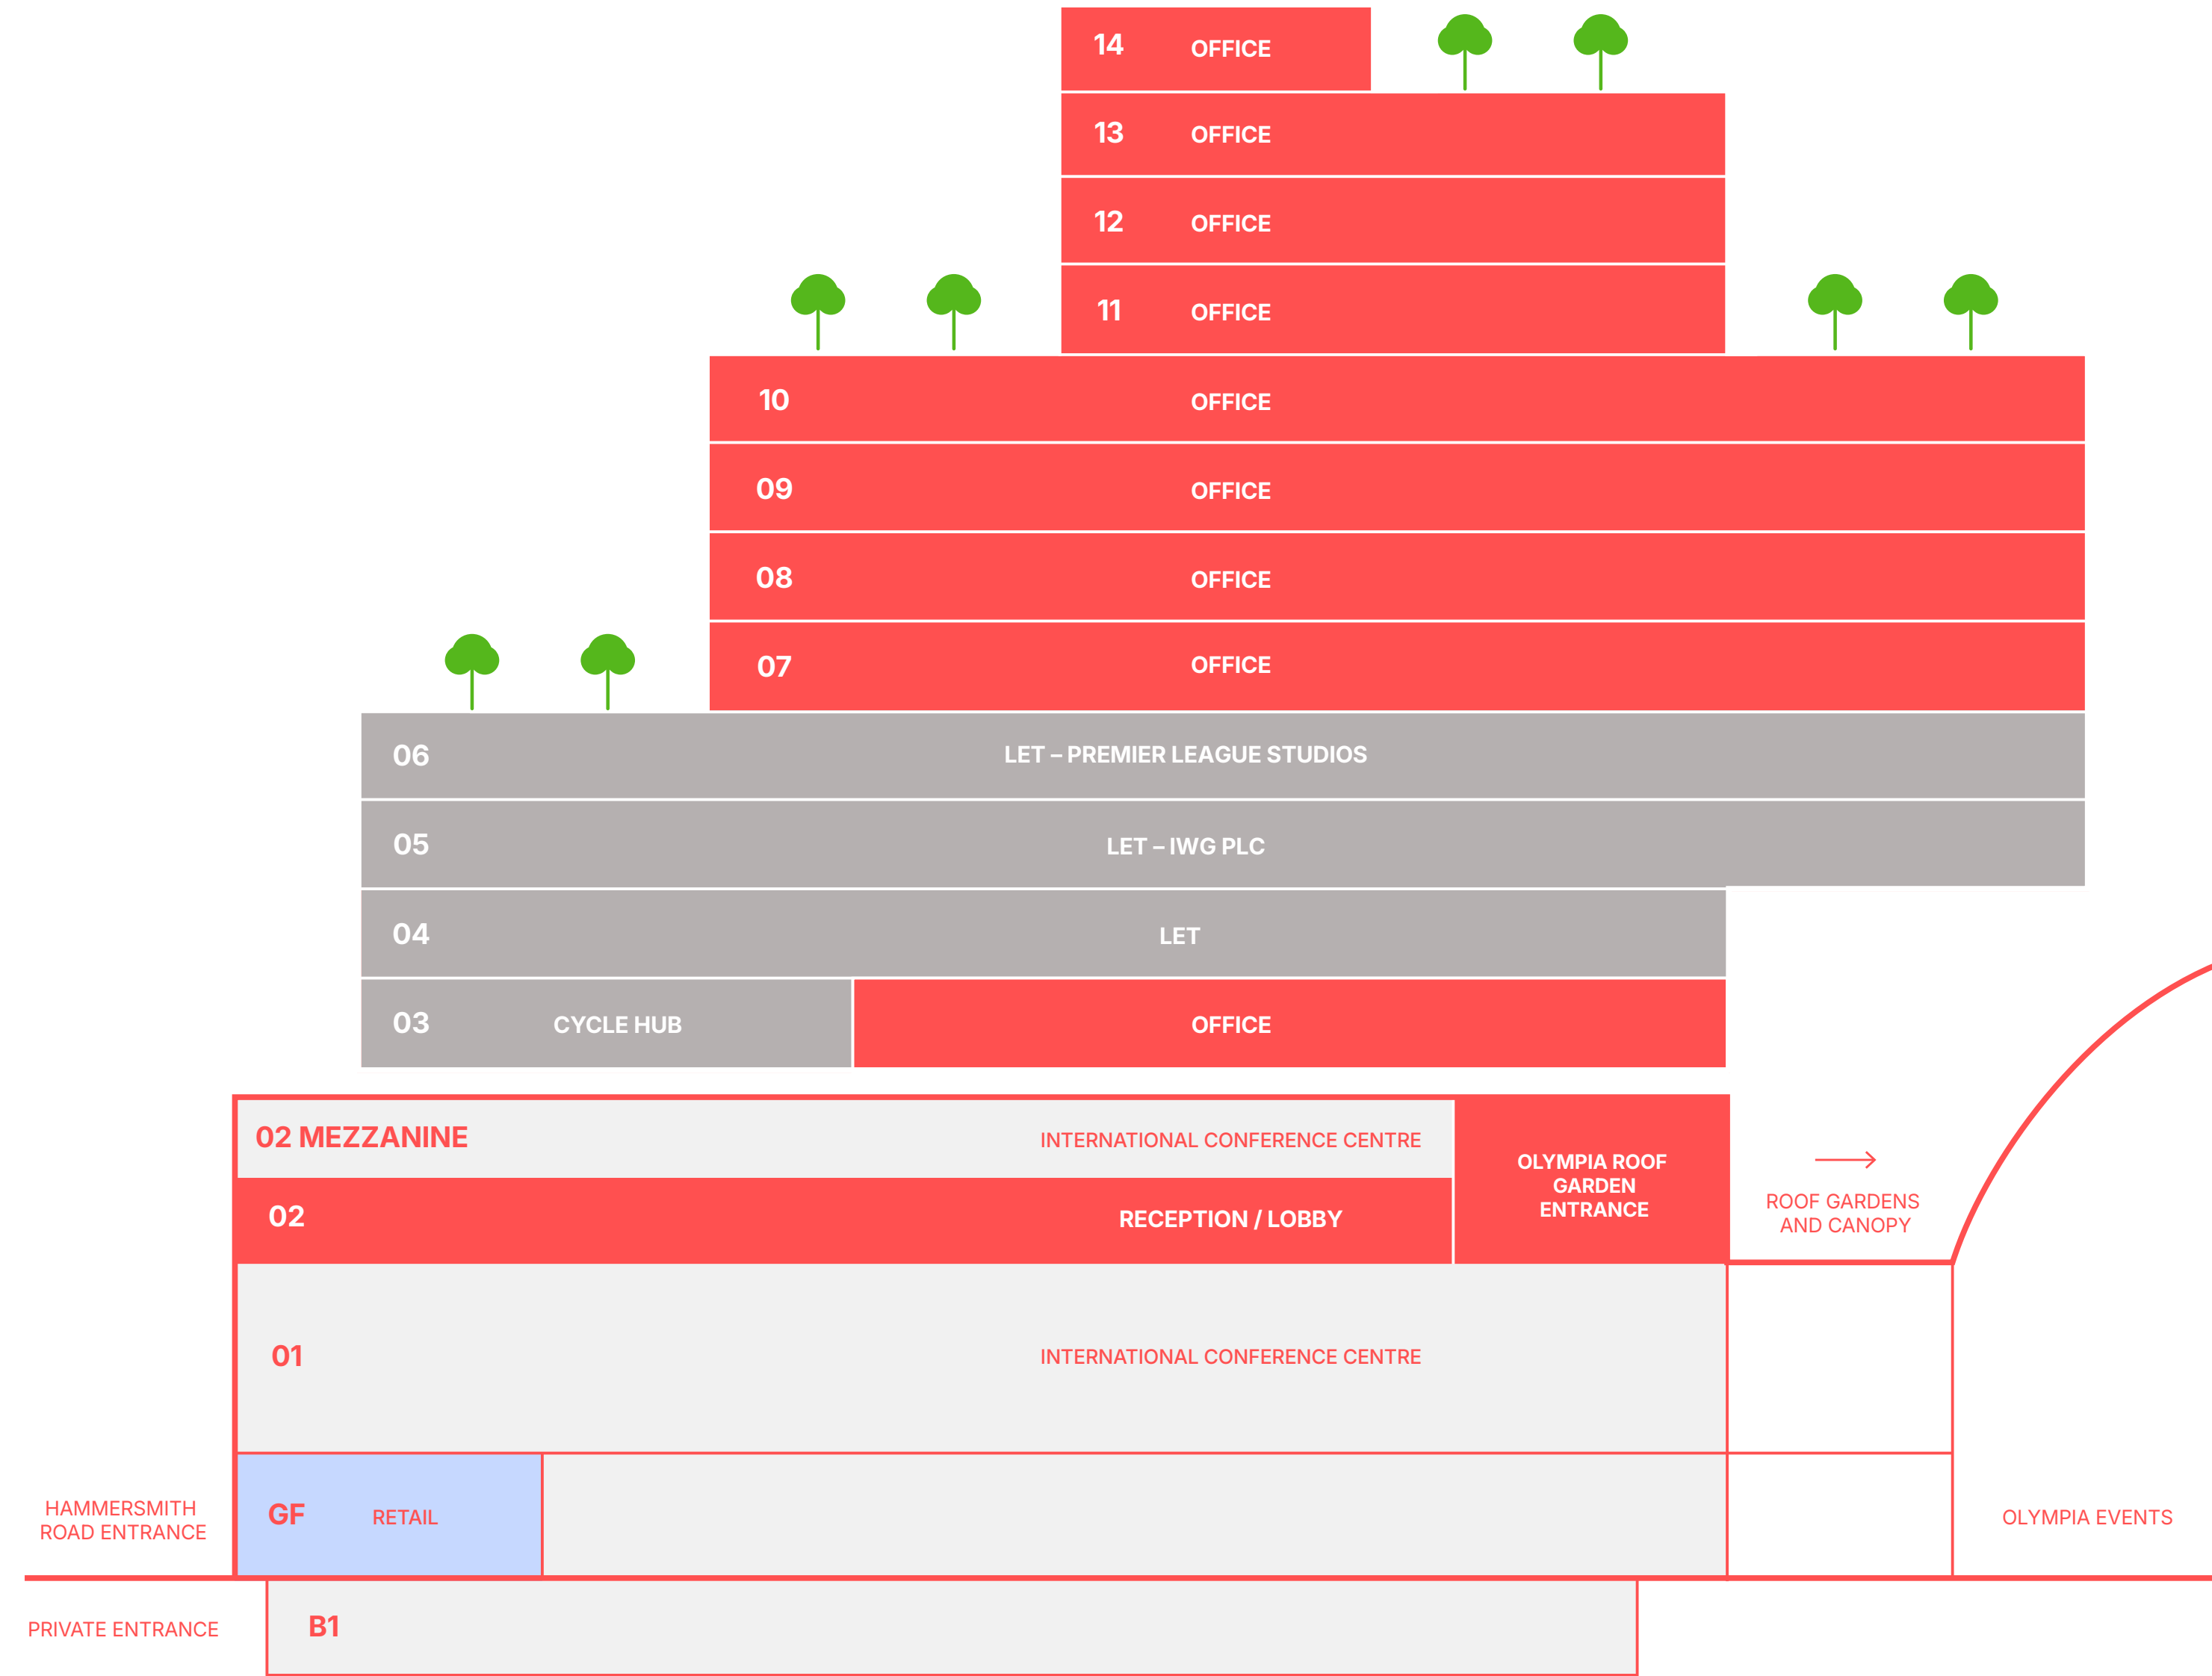 14 OFFICE
13 OFFICE
12 OFFICE
11 OFFICE
10 OFFICE
09 OFFICE
08 OFFICE
07 OFFICE
06 LET – PREMIER LEAGUE STUDIOS
05 LET – IWG PLC
04 LET
03 CYCLE HUB OFFICE
02 MEZZANINE INTERNATIONAL CONFERENCE CENTRE
OLYMPIA ROOF
GARDEN
ENTRANCE
ROOF GARDENS
AND CANOPY
02 RECEPTION / LOBBY
01 INTERNATIONAL CONFERENCE CENTRE
HAMMERSMITH
ROAD ENTRANCE
GF RETAIL
OLYMPIA EVENTS
PRIVATE ENTRANCE
B1